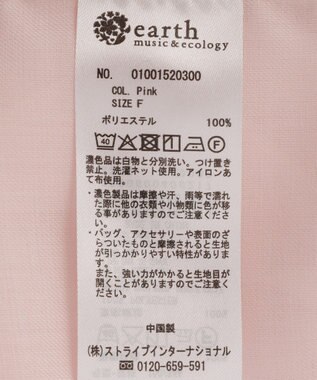 earth
music&ecology
NO. 01001520300
COL. Pink
SIZE F
ポリエステル 100%
40
F
濃色品は白物と分別洗い。つけ置き
禁止。洗濯ネット使用。アイロンあ
て布使用。
・濃色製品は摩擦や汗、雨等で濡れ
た際に他の衣類や小物類に色が移
る事がありますのでご注意くださ
い。
・バッグ、アクセサリーや表面のざ
らついたものと摩擦されると生地
が引っかかりやすい特性がありま
す。
また、強い力がかかると生地目が
開くことがありますのでご注意く
ださい。
中国製
(株)ストライプインターナショナル
0120-659-591